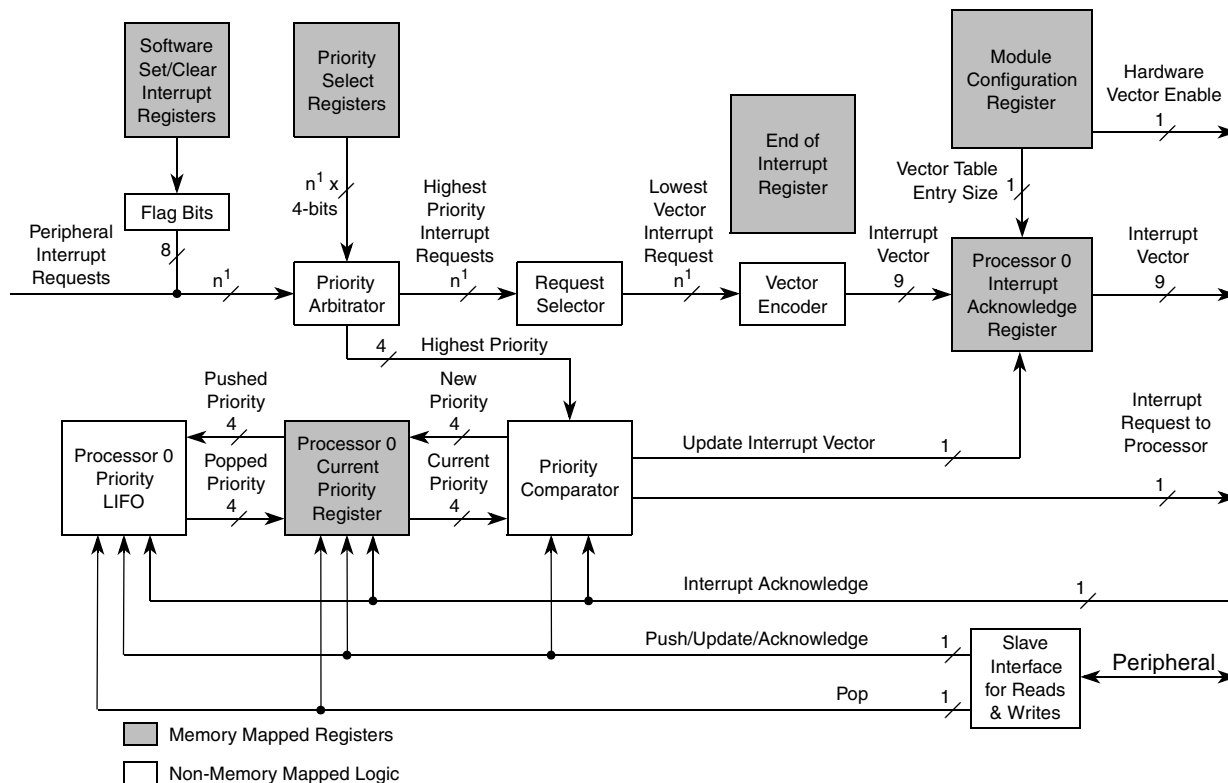 Software
Set/Clear
Interrupt
Registers
Priority
Select
Registers
Module
Configuration
Register
Hardware
Vector Enable
1
End of
Interrupt
Register
Flag Bits
n¹ x
4-bits
Highest
Priority
Interrupt
Requests
Lowest
Vector
Interrupt
Request
Vector Table
Entry Size
1
Peripheral
Interrupt
Requests
8
n¹
Priority
Arbitrator
n¹
Request
Selector
n¹
Vector
Encoder
Interrupt
Vector
9
Processor 0
Interrupt
Acknowledge
Register
Interrupt
Vector
9
4
Highest Priority
Pushed
Priority
4
New
Priority
4
Interrupt
Request to
Processor
1
Processor 0
Priority
LIFO
Popped
Priority
4
Processor 0
Current
Priority
Register
Current
Priority
4
Priority
Comparator
Update Interrupt Vector
1
Interrupt Acknowledge
1
Push/Update/Acknowledge
1
Slave
Interface
for Reads
& Writes
Peripheral
Pop
1
Memory Mapped Registers
Non-Memory Mapped Logic